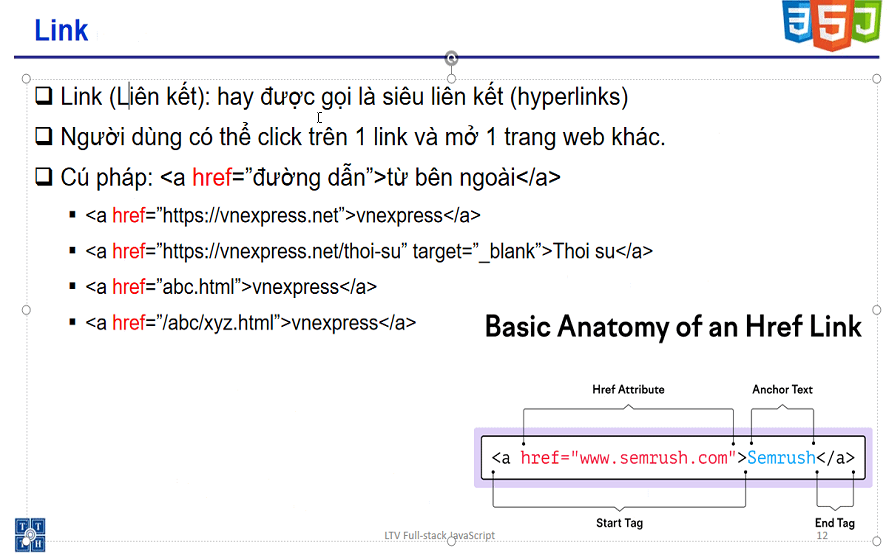 Link
Link (Liên kết): hay được gọi là siêu liên kết (hyperlinks)
Người dùng có thể click trên 1 link và mở 1 trang web khác.
Cú pháp: <a href=”đường dẫn”>từ bên ngoài</a>
<a href=”https://vnexpress.net”>vnexpress</a>
<a href=”https://vnexpress.net/thoi-su” target=”_blank”>Thoi su</a>
<a href=”abc.html”>vnexpress</a>
<a href=”/abc/xyz.html”>vnexpress</a>
Basic Anatomy of an Href Link
Href Attribute Anchor Text
<a href="www.semrush.com">Semrush</a>
Start Tag End Tag
T T
T H
LTV Full-stack JavaScript 12